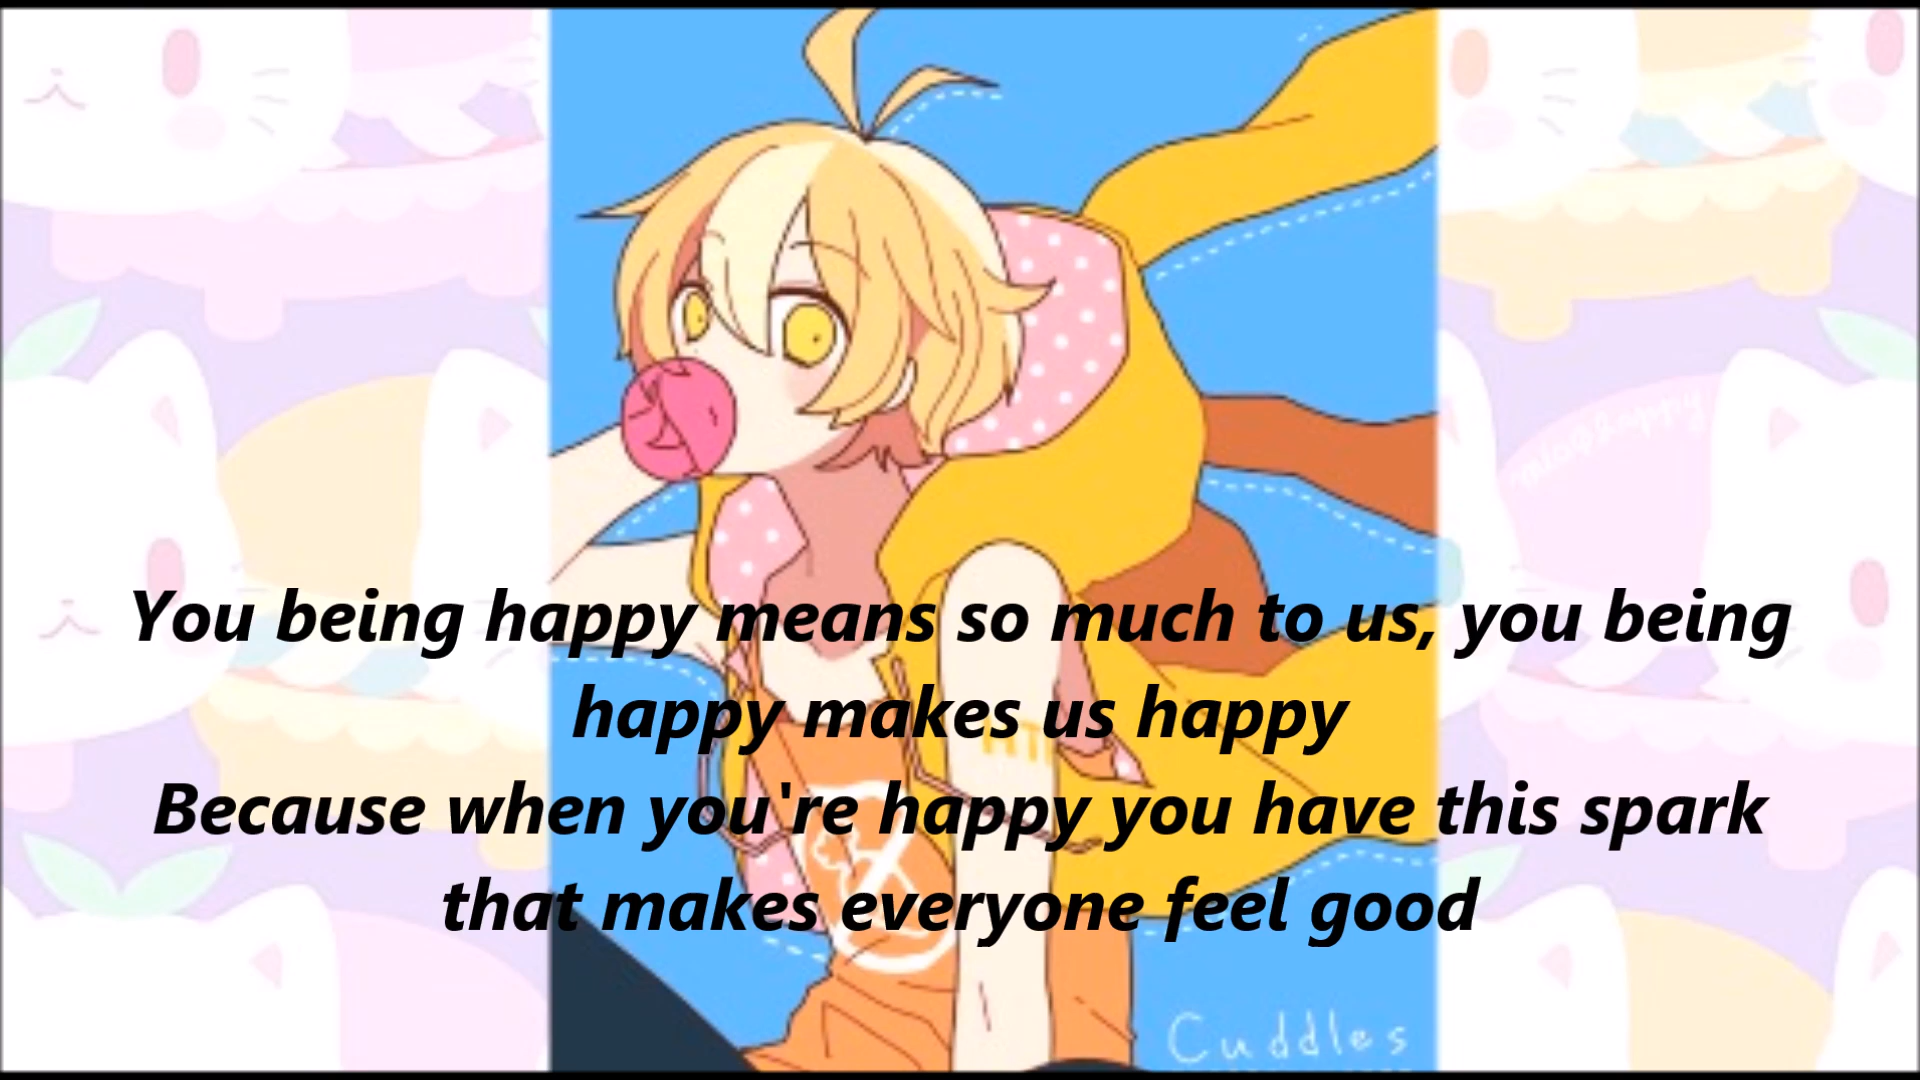 You being happy means so much to us, you being
happy makes us happy
Because when you're happy you have this spark
that makes everyone feel good
Cuddles